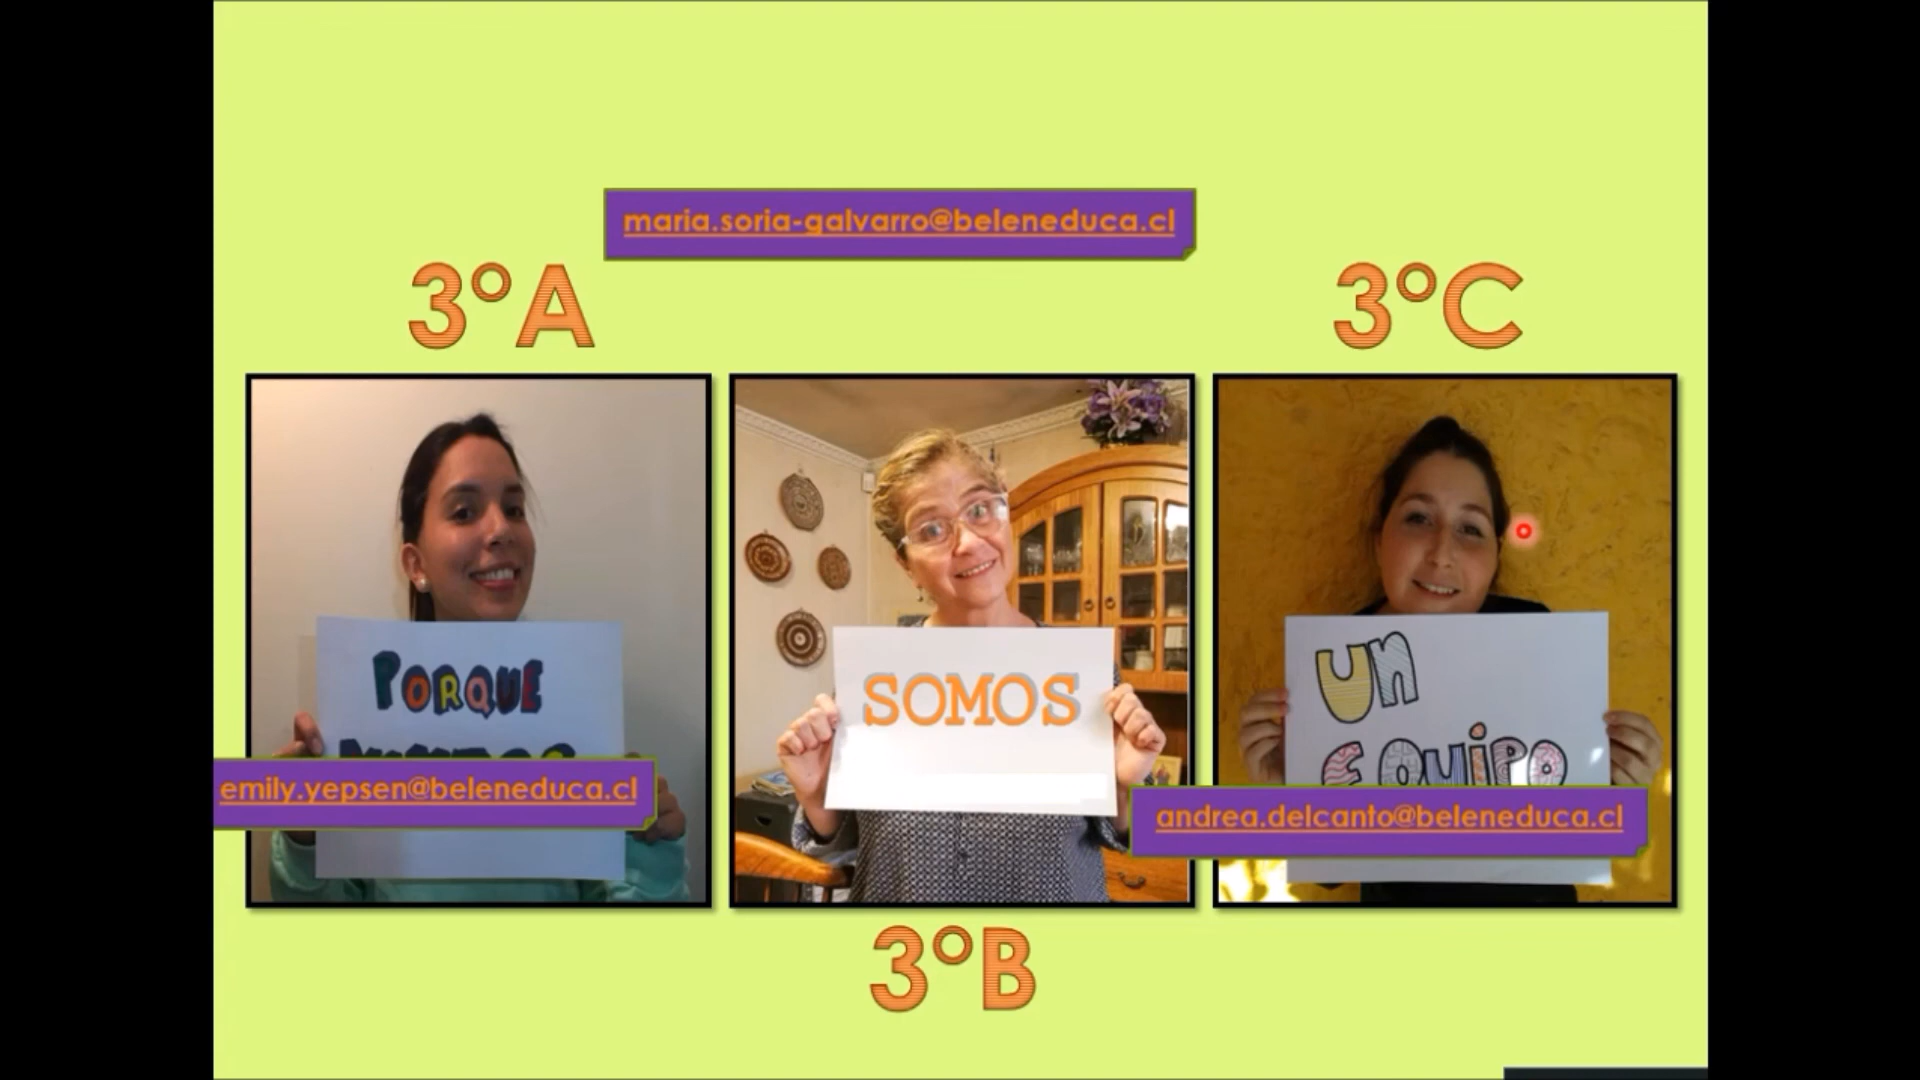 maria.soria-galvarro@beleneduca.cl
3°A
3°C
PORQUE
SOMOS
Un
EQUiPO
emily.yepsen@beleneduca.cl
andrea.delcanto@beleneduca.cl
3°B